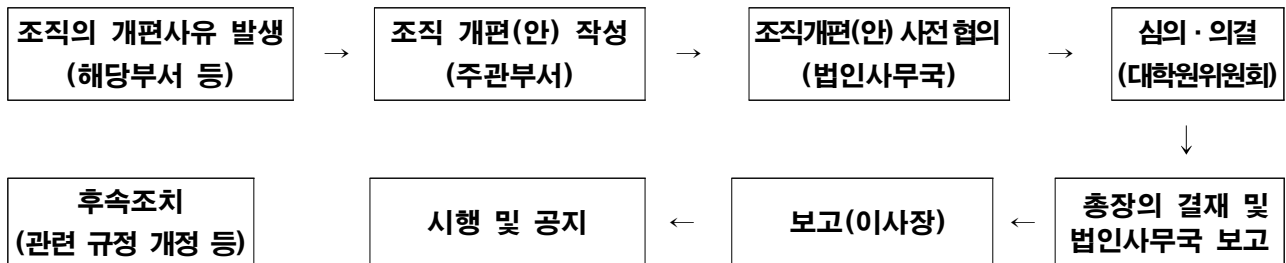 조직의 개편사유 발생
(해당부서 등)
→
조직 개편(안) 작성
(주관부서)
→
조직개편(안) 사전 협의
(법인사무국)
→
심의 · 의결
(대학원위원회)
↓
총장의 결재 및
법인사무국 보고
←
보고(이사장)
←
시행 및 공지
후속조치
(관련 규정 개정 등)